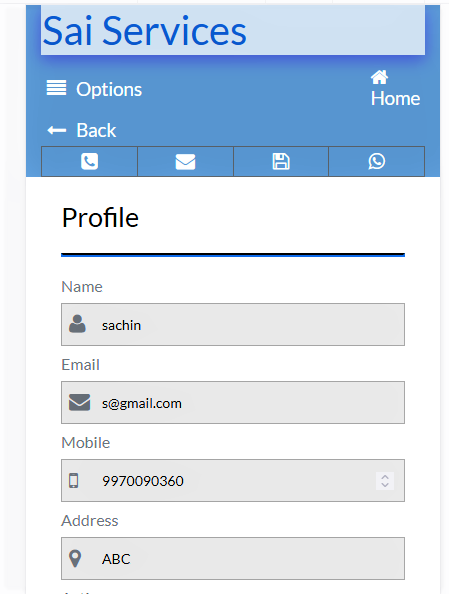 Sai Services
Options
Home
Back
Profile
Name
sachin
Email
s@gmail.com
Mobile
9970090360
Address
ABC